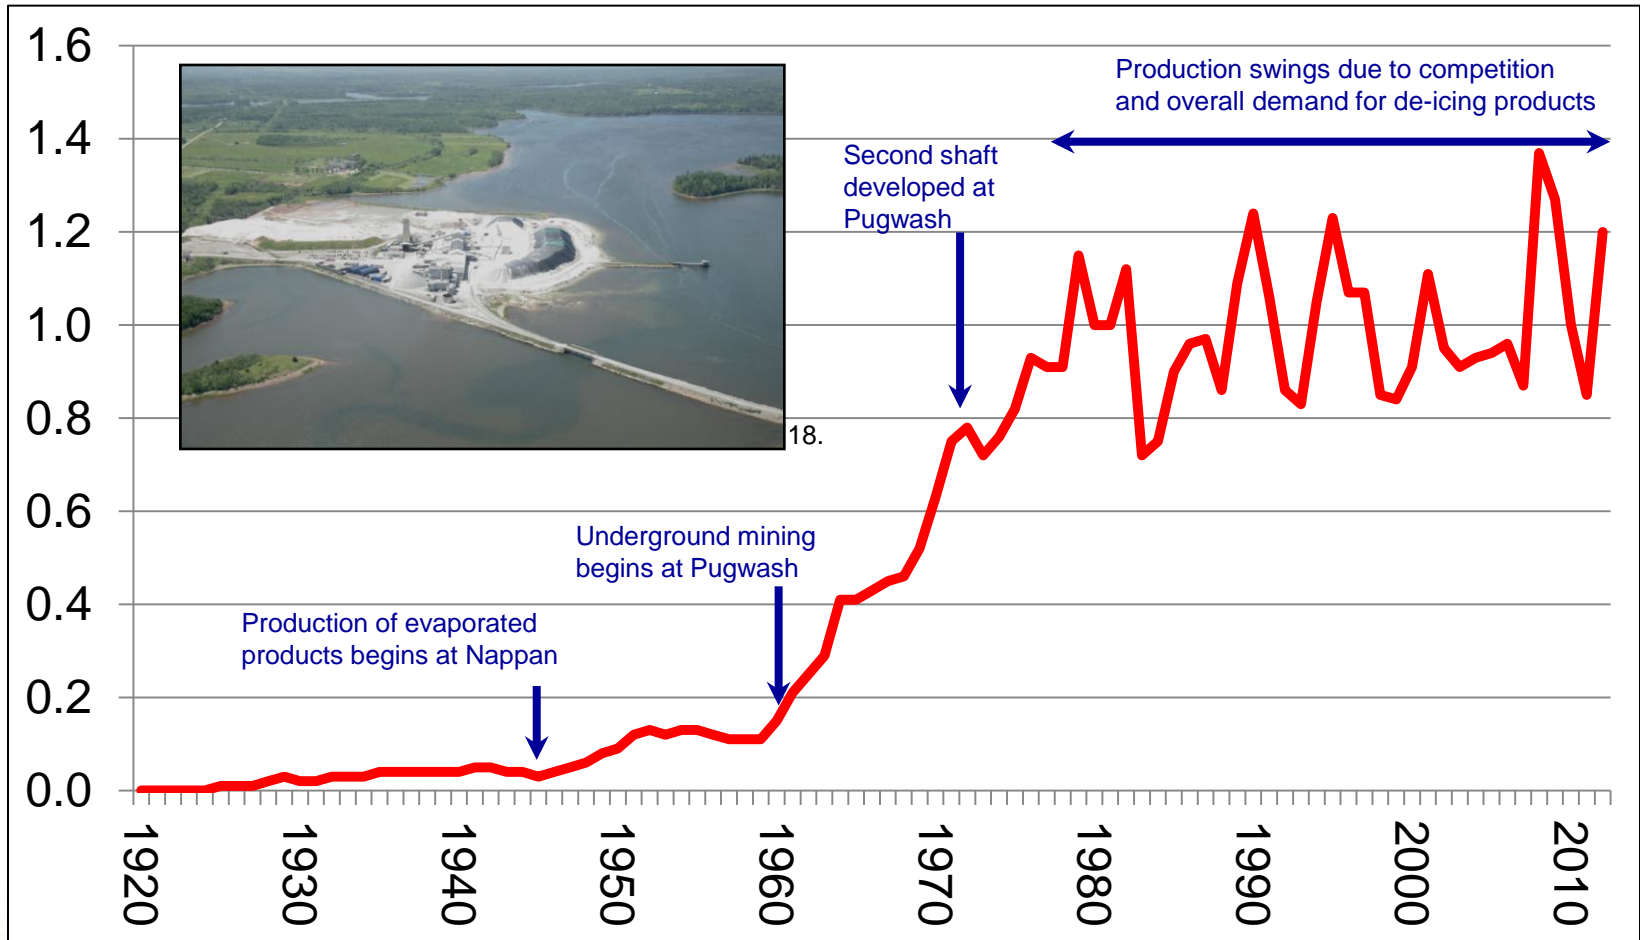 1.6
1.4
1.2
1.0
0.8
0.6
0.4
0.2
0.0
Production swings due to competition
and overall demand for de-icing products
Second shaft
developed at
Pugwash
18.
Underground mining
begins at Pugwash
Production of evaporated
products begins at Nappan
1920
1930
1940
1950
1960
1970
1980
1990
2000
2010